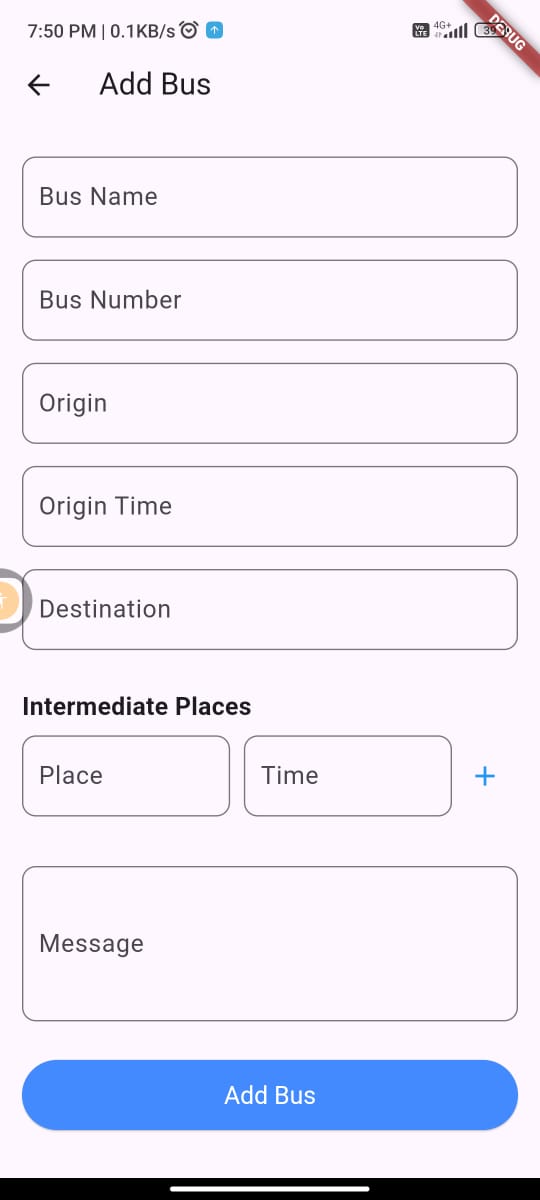 7:50 PM | 0.1KB/s
Vo LTE 4G+
DEBUG
Add Bus
Bus Name
Bus Number
Origin
Origin Time
Destination
Intermediate Places
Place Time +
Message
Add Bus